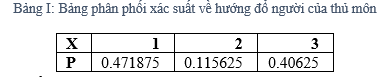 Bảng I: Bảng phân phối xác suất về hướng đổ người của thủ môn
X 1 2 3
P 0.471875 0.115625 0.40625